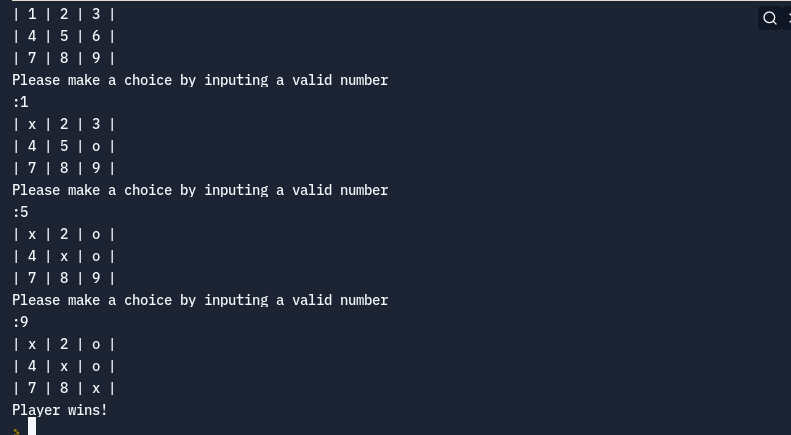 | 1 | 2 | 3 |
| 4 | 5 | 6 |
| 7 | 8 | 9 |
Please make a choice by inputing a valid number
:1
| x | 2 | 3 |
| 4 | 5 | o |
| 7 | 8 | 9 |
Please make a choice by inputing a valid number
:5
| x | 2 | o |
| 4 | x | o |
| 7 | 8 | 9 |
Please make a choice by inputing a valid number
:9
| x | 2 | o |
| 4 | x | o |
| 7 | 8 | x |
Player wins!
>